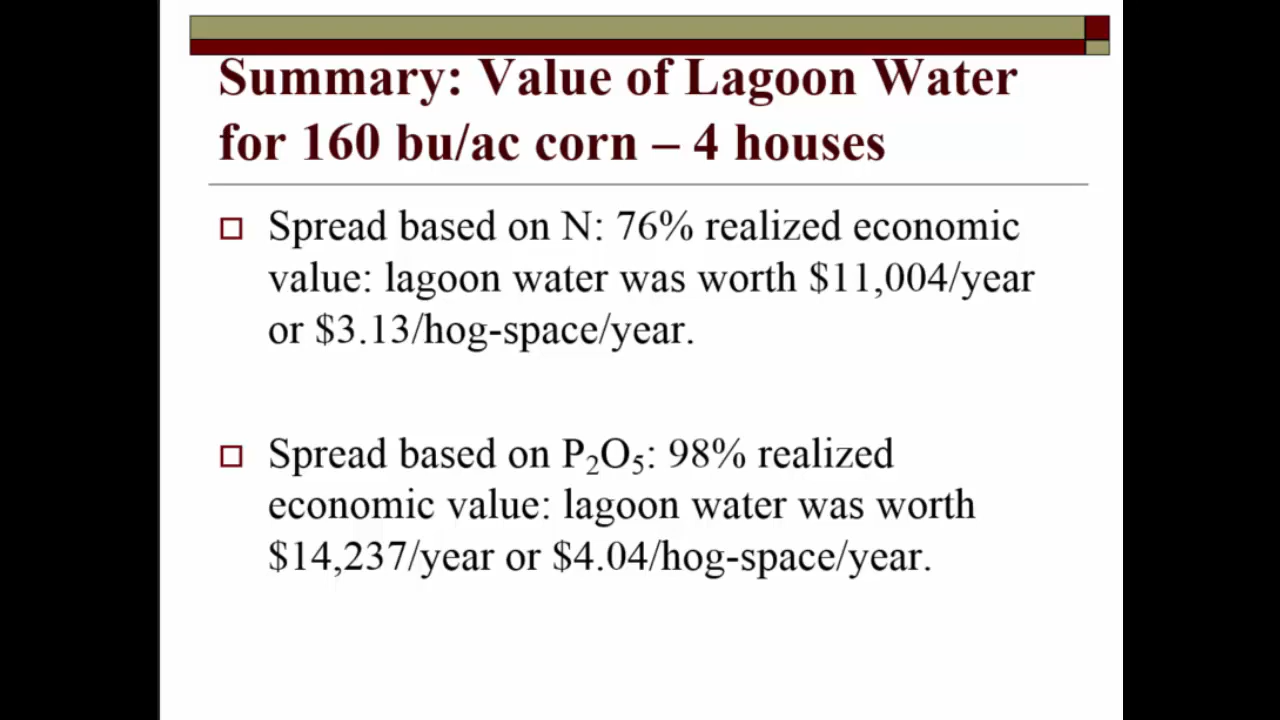 Summary: Value of Lagoon Water
for 160 bu/ac corn – 4 houses
Spread based on N: 76% realized economic
value: lagoon water was worth $11,004/year
or $3.13/hog-space/year.
Spread based on P₂O₅: 98% realized
economic value: lagoon water was worth
$14,237/year or $4.04/hog-space/year.